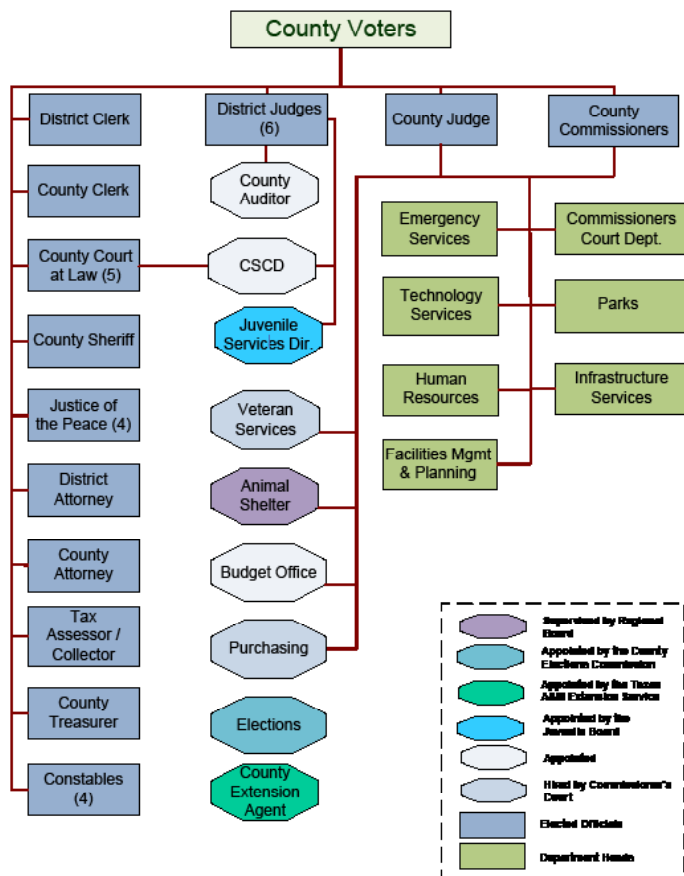 County Voters
District Clerk
District Judges
(6)
County Judge
County
Commissioners
County Clerk
County
Auditor
County Court
at Law (5)
CSCD
County Sheriff
Juvenile
Services Dir.
Justice of
the Peace (4)
Veteran
Services
District
Attorney
Animal
Shelter
County
Attorney
Budget Office
Tax
Assessor /
Collector
Purchasing
County
Treasurer
Elections
Constables
(4)
County
Extension
Agent
Emergency
Services
Commissioners
Court Dept.
Technology
Services
Parks
Human
Resources
Infrastructure
Services
Facilities Mgmt
& Planning
Supervised by Regional
Board
Appointed by the County
Elections Commission
Appointed by the Texas
A&M Extension Service
Appointed by the
Juvenile Board
Appointed
Hired by Commissioner's
Court
Elected Officials
Department Heads